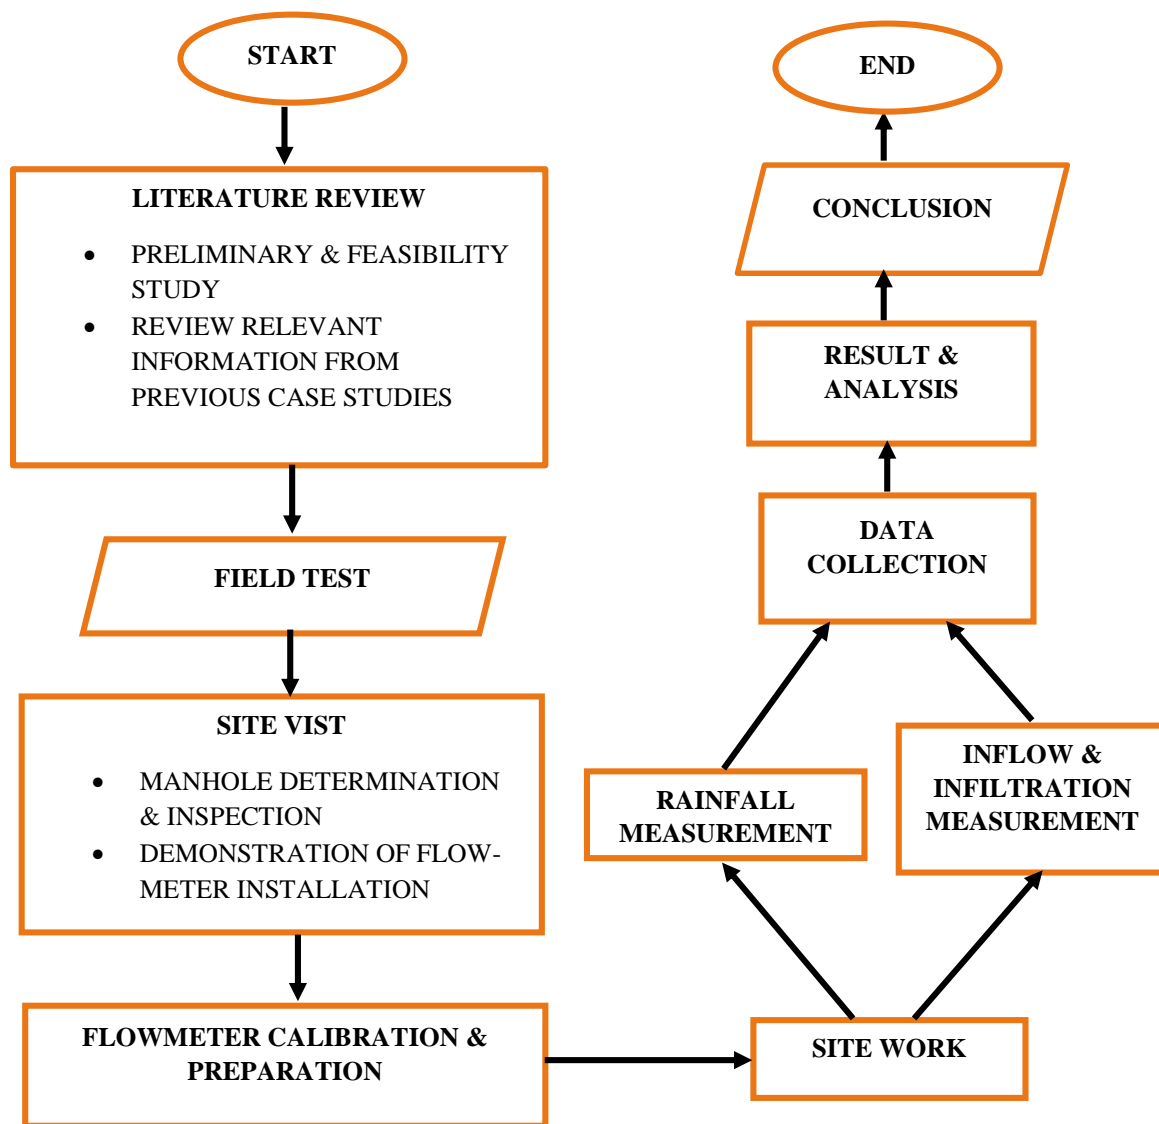 START
LITERATURE REVIEW
• PRELIMINARY & FEASIBILITY
STUDY
• REVIEW RELEVANT
INFORMATION FROM
PREVIOUS CASE STUDIES
FIELD TEST
SITE VIST
• MANHOLE DETERMINATION
& INSPECTION
• DEMONSTRATION OF FLOW-
METER INSTALLATION
FLOWMETER CALIBRATION &
PREPARATION
SITE WORK
RAINFALL
MEASUREMENT
INFLOW &
INFILTRATION
MEASUREMENT
DATA
COLLECTION
RESULT &
ANALYSIS
CONCLUSION
END